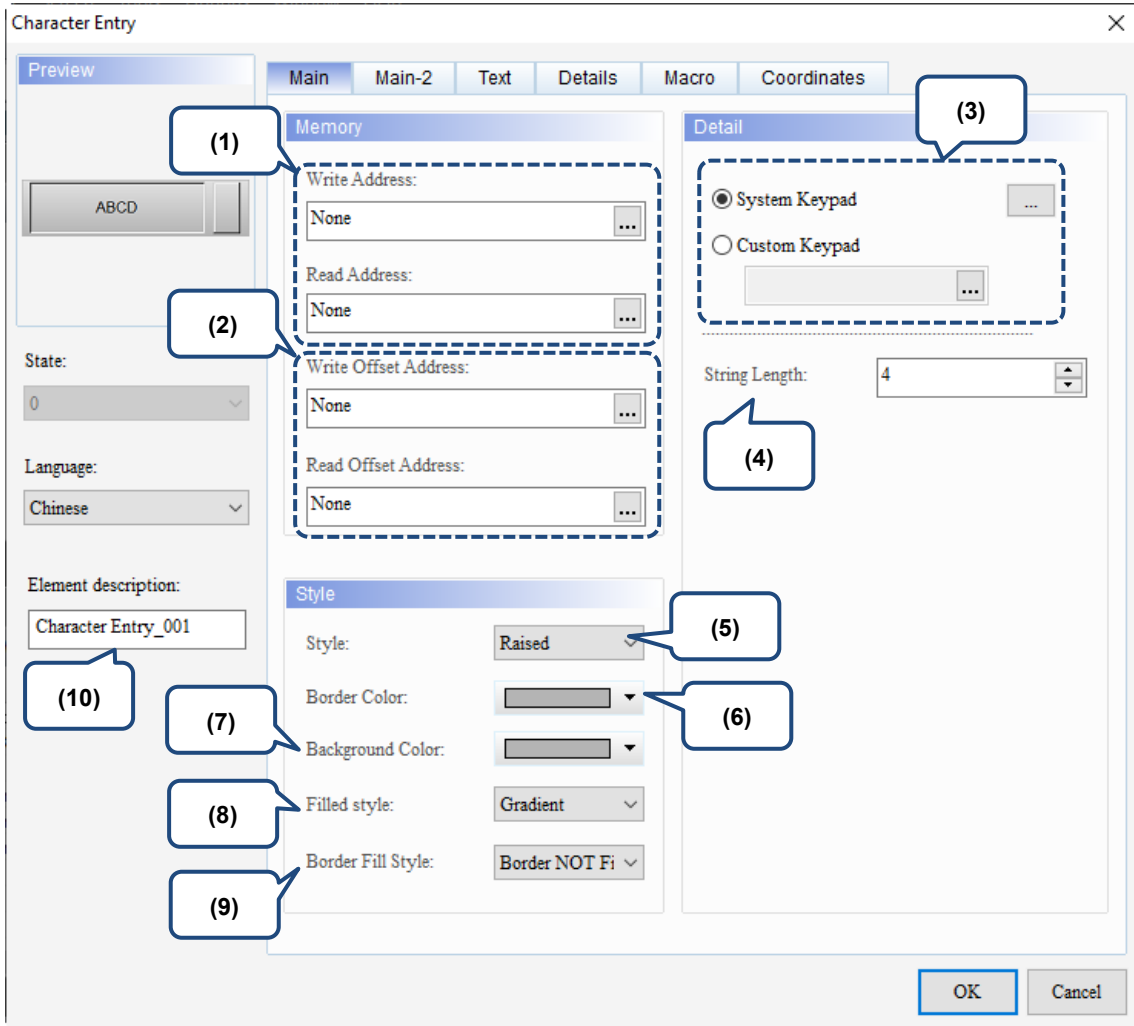 Character Entry
Preview
ABCD
State:
0
Language:
Chinese
Element description:
Character Entry_001
(10)
Main Main-2 Text Details Macro Coordinates
Memory
(1)
Write Address:
None
...
Read Address:
None
...
(2)
Write Offset Address:
None
...
Read Offset Address:
None
...
Style
Style:
Raised
(5)
Border Color:
(6)
(7)
Background Color:
(8)
Filled style:
Gradient
(9)
Border Fill Style:
Border NOT Fi
Detail
(3)
System Keypad
...
Custom Keypad
...
String Length:
4
(4)
OK
Cancel